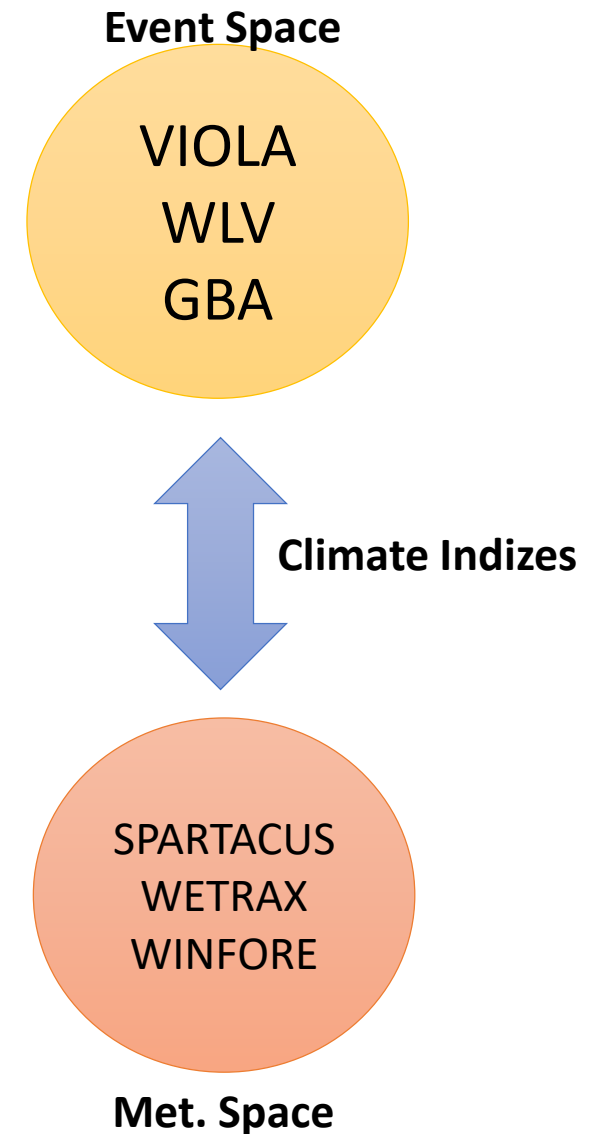 Event Space
VIOLA
WLV
GBA
Climate Indizes
SPARTACUS
WETRAX
WINFORE
Met. Space